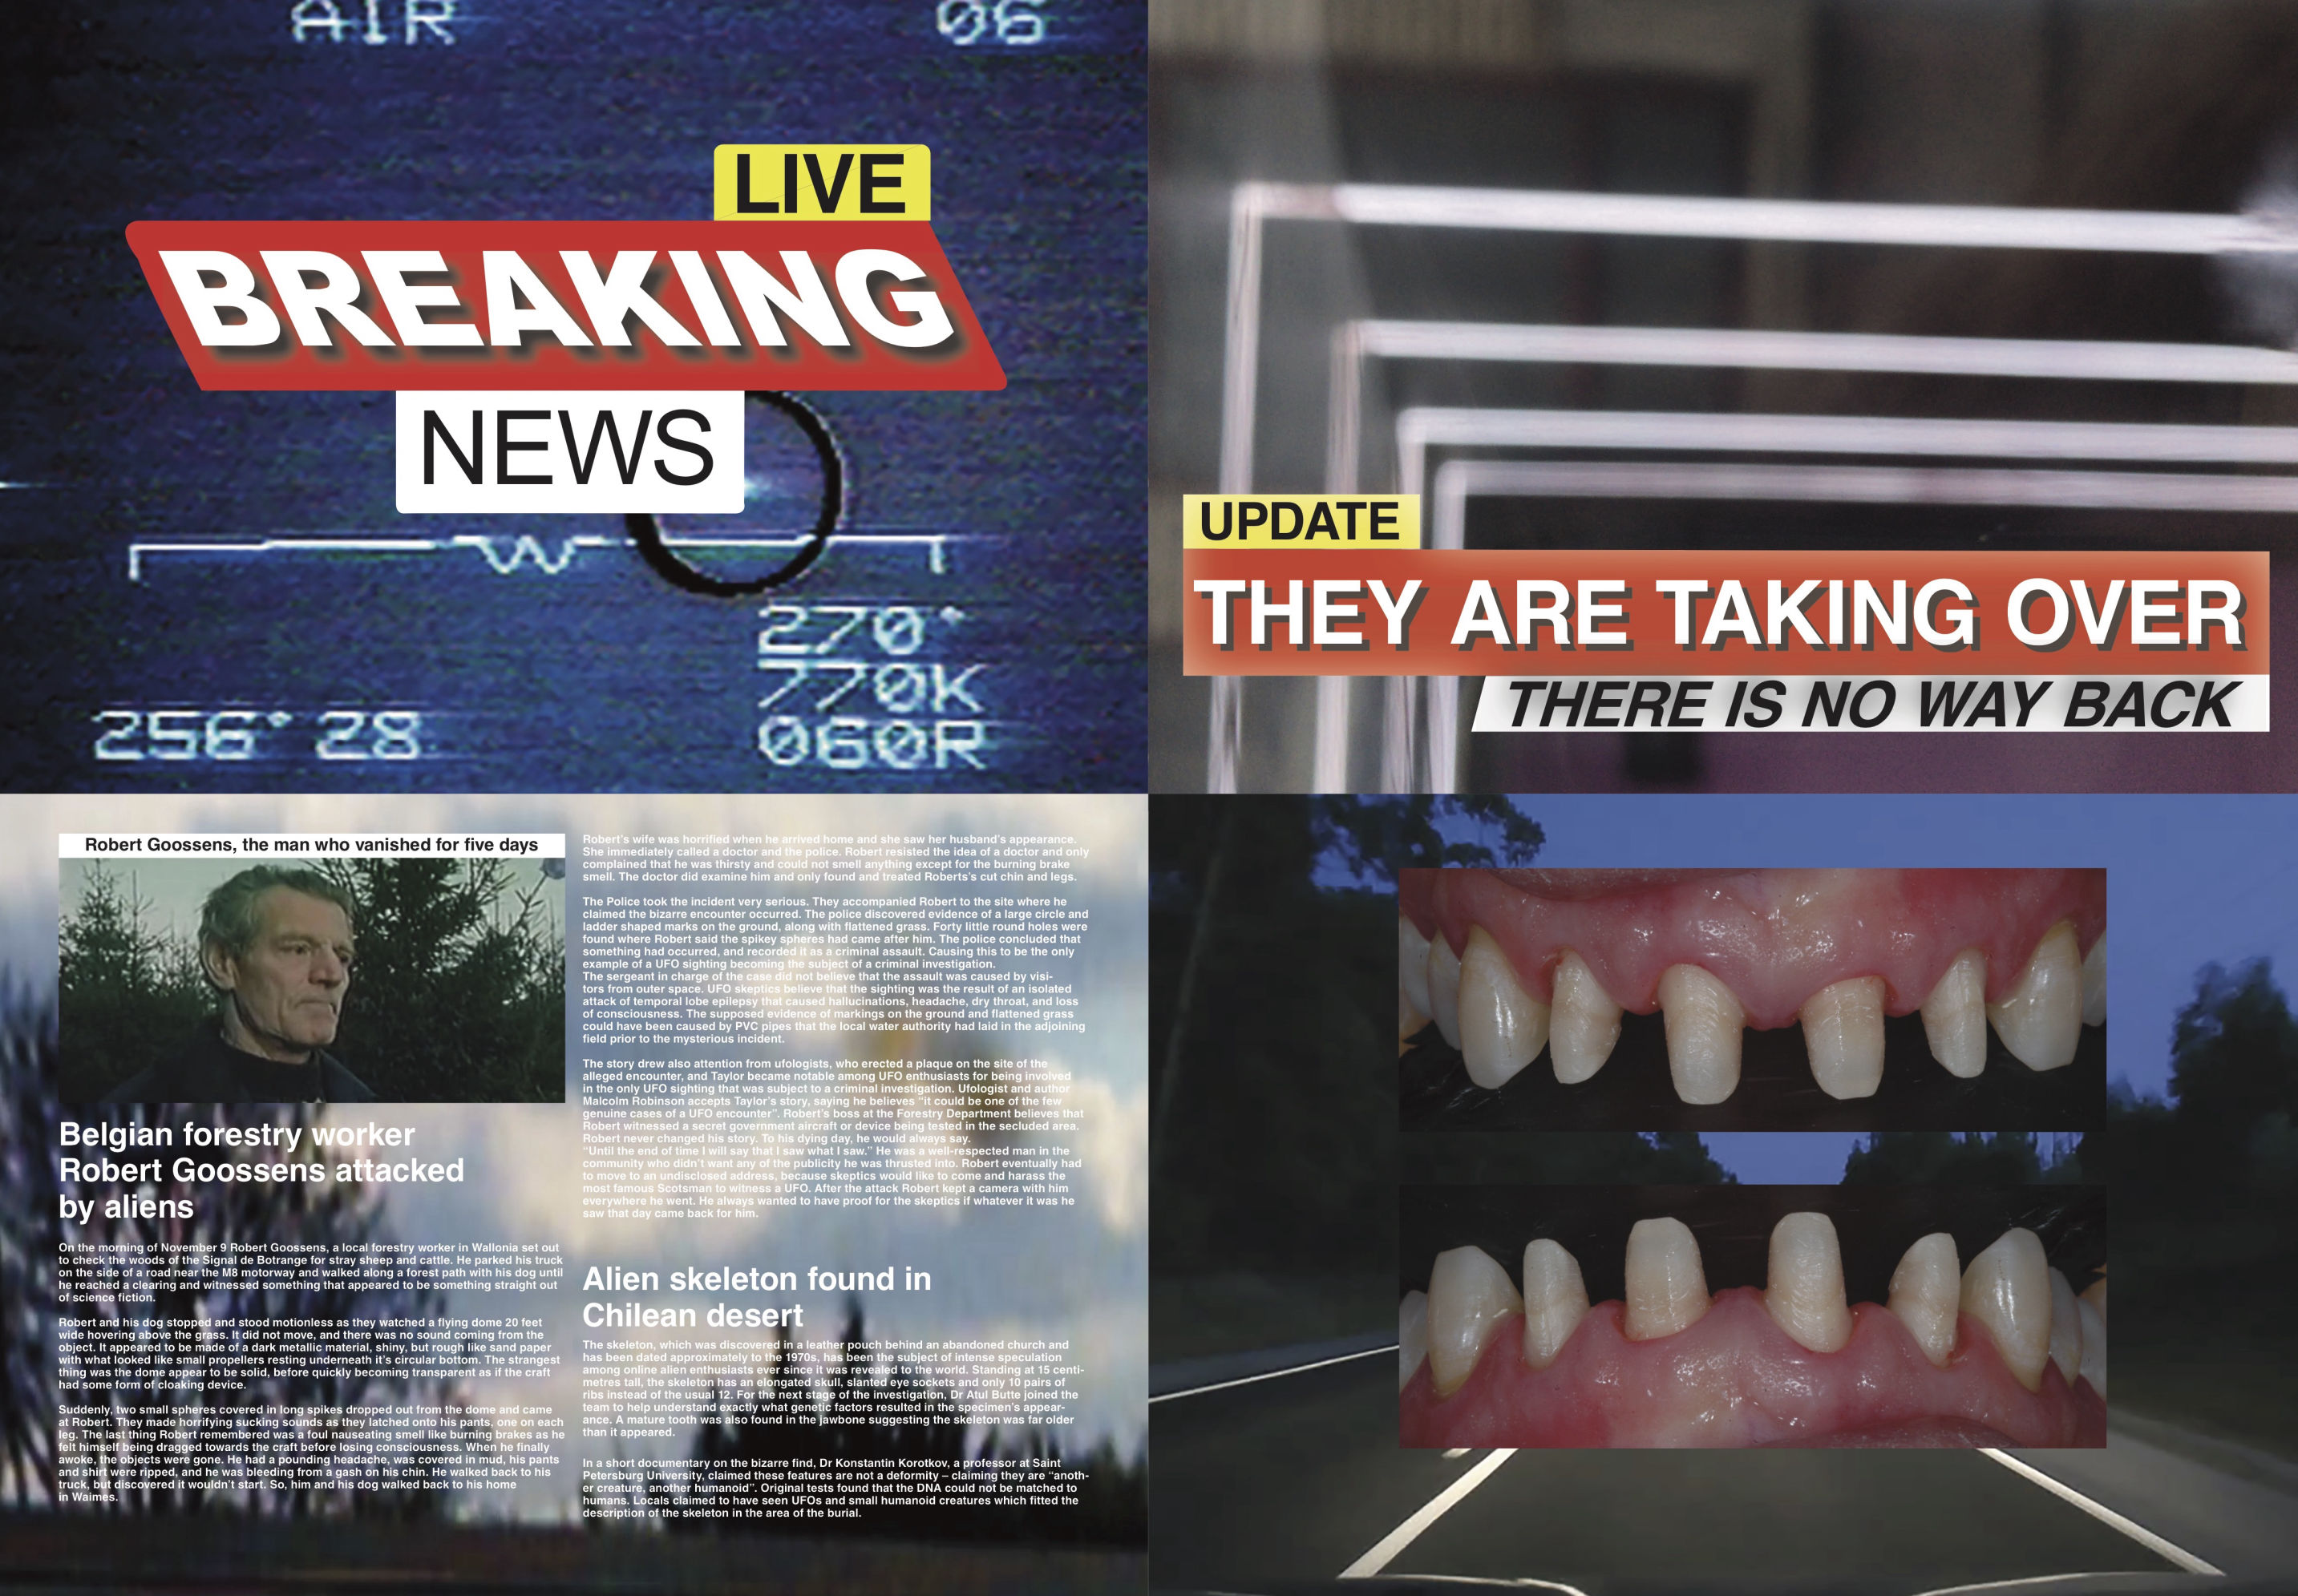 AIR
06
LIVE
BREAKING
NEWS
W
270°
770K
060R
256° 28
UPDATE
THEY ARE TAKING OVER
THERE IS NO WAY BACK
Robert Goossens, the man who vanished for five days
Belgian forestry worker
Robert Goossens attacked
by aliens
On the morning of November 9 Robert Goossens, a local forestry worker in Wallonia set out
to check the woods of the Signal de Botrange for stray sheep and cattle. He parked his truck
on the side of a road near the M8 motorway and walked along a forest path with his dog until
he reached a clearing and witnessed something that appeared to be something straight out
of science fiction.
Robert and his dog stopped and stood motionless as they watched a flying dome 20 feet
wide hovering above the grass. It did not move, and there was no sound coming from the
object. It appeared to be made of a dark metallic material, shiny, but rough like sand paper
with what looked like small propellers resting underneath it's circular bottom. The strangest
thing was the dome appear to be solid, before quickly becoming transparent as if the craft
had some form of cloaking device.
Suddenly, two small spheres covered in long spikes dropped out from the dome and came
at Robert. They made horrifying sucking sounds as they latched onto his pants, one on each
leg. The last thing Robert remembered was a foul nauseating smell like burning brakes as he
felt himself being dragged towards the craft before losing consciousness. When he finally
awoke, the objects were gone. He had a pounding headache, was covered in mud, his pants
and shirt were ripped, and he was bleeding from a gash on his chin. He walked back to his
truck, but discovered it wouldn't start. So, him and his dog walked back to his home
in Waimes.
Robert's wife was horrified when he arrived home and she saw her husband's appearance.
She immediately called a doctor and the police. Robert resisted the idea of a doctor and only
complained that he was thirsty and could not smell anything except for the burning brake
smell. The doctor did examine him and only found and treated Roberts's cut chin and legs.
The Police took the incident very serious. They accompanied Robert to the site where he
claimed the bizarre encounter occurred. The police discovered evidence of a large circle and
ladder shaped marks on the ground, along with flattened grass. Forty little round holes were
found where Robert said the spikey spheres had came after him. The police concluded that
something had occurred, and recorded it as a criminal assault. Causing this to be the only
example of a UFO sighting becoming the subject of a criminal investigation.
The sergeant in charge of the case did not believe that the assault was caused by visi-
tors from outer space. UFO skeptics believe that the sighting was the result of an isolated
attack of temporal lobe epilepsy that caused hallucinations, headache, dry throat, and loss
of consciousness. The supposed evidence of markings on the ground and flattened grass
could have been caused by PVC pipes that the local water authority had laid in the adjoining
field prior to the mysterious incident.
The story drew also attention from ufologists, who erected a plaque on the site of the
alleged encounter, and Taylor became notable among UFO enthusiasts for being involved
in the only UFO sighting that was subject to a criminal investigation. Ufologist and author
Malcolm Robinson accepts Taylor's story, saying he believes "it could be one of the few
genuine cases of a UFO encounter". Robert's boss at the Forestry Department believes that
Robert witnessed a secret government aircraft or device being tested in the secluded area.
Robert never changed his story. To his dying day, he would always say.
"Until the end of time I will say that I saw what I saw." He was a well-respected man in the
community who didn't want any of the publicity he was thrusted into. Robert eventually had
to move to an undisclosed address, because skeptics would like to come and harass the
most famous Scotsman to witness a UFO. After the attack Robert kept a camera with him
everywhere he went. He always wanted to have proof for the skeptics if whatever it was he
saw that day came back for him.
Alien skeleton found in
Chilean desert
The skeleton, which was discovered in a leather pouch behind an abandoned church and
has been dated approximately to the 1970s, has been the subject of intense speculation
among online alien enthusiasts ever since it was revealed to the world. Standing at 15 centi-
metres tall, the skeleton has an elongated skull, slanted eye sockets and only 10 pairs of
ribs instead of the usual 12. For the next stage of the investigation, Dr Atul Butte joined the
team to help understand exactly what genetic factors resulted in the specimen's appear-
ance. A mature tooth was also found in the jawbone suggesting the skeleton was far older
than it appeared.
In a short documentary on the bizarre find, Dr Konstantin Korotkov, a professor at Saint
Petersburg University, claimed these features are not a deformity – claiming they are "anoth-
er creature, another humanoid". Original tests found that the DNA could not be matched to
humans. Locals claimed to have seen UFOs and small humanoid creatures which fitted the
description of the skeleton in the area of the burial.